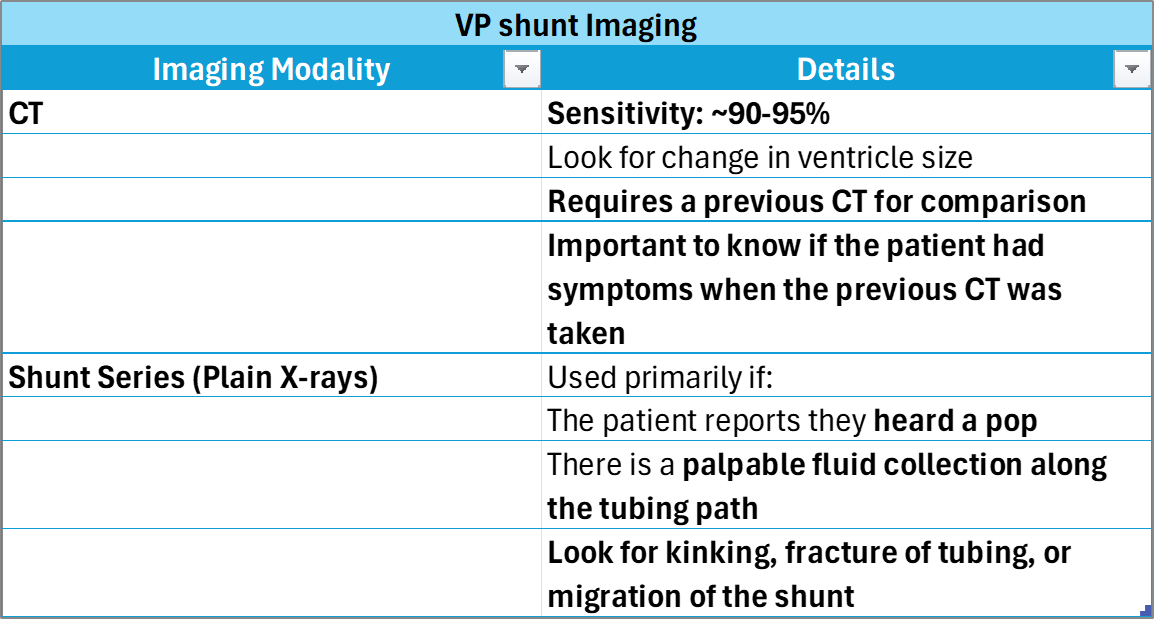 VP shunt Imaging
Imaging Modality
Details
CT
Sensitivity: ~90-95%
Look for change in ventricle size
Requires a previous CT for comparison
Important to know if the patient had
symptoms when the previous CT was
taken
Shunt Series (Plain X-rays)
Used primarily if:
The patient reports they heard a pop
There is a palpable fluid collection along
the tubing path
Look for kinking, fracture of tubing, or
migration of the shunt